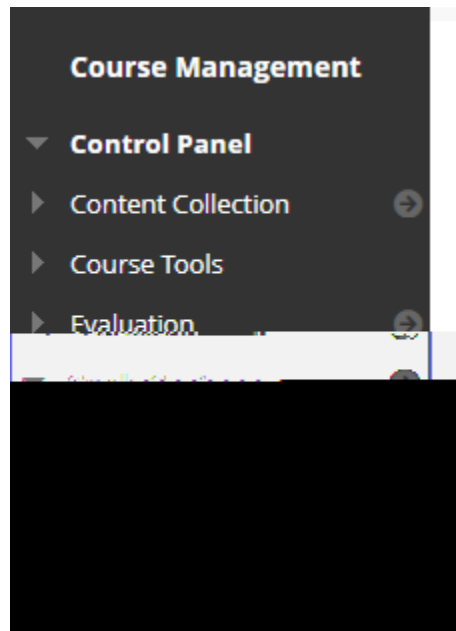 Course Management
Control Panel
Content Collection
Course Tools
Evaluation